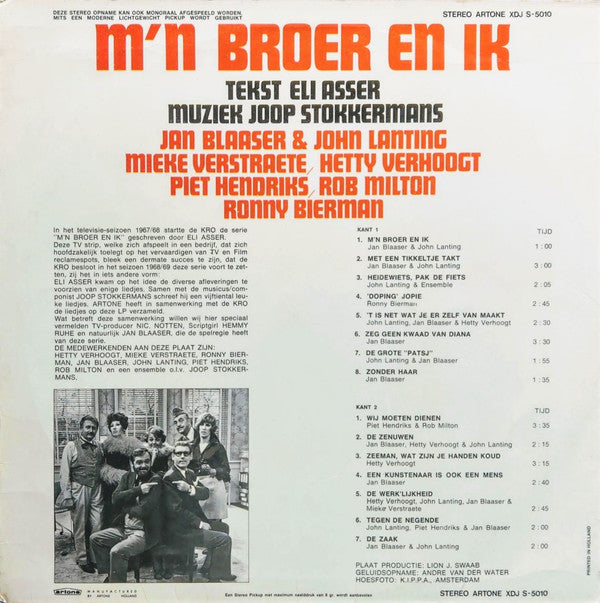 DEZE STEREO OPNAME KAN OOK MONORAAL AFGESPEELD WORDEN,
MITS EEN MODERNE LICHTGEWICHT PICKUP WORDT GEBRUIKT
STEREO ARTONE XDJ S-5010
M'N BROER EN IK
TEKST ELI ASSER
MUZIEK JOOP STOKKERMANS
JAN BLAASER & JOHN LANTING
MIEKE VERSTRAETE / HETTY VERHOOGT
PIET HENDRIKS / ROB MILTON
RONNY BIERMAN
In het televisie-seizoen 1967/68 startte de KRO de serie
"M'N BROER EN IK" geschreven door ELI ASSER.
Deze TV strip, welke zich afspeelt in een bedrijf, dat zich
hoofdzakelijk toelegt op het vervaardigen van TV en Film
reclamespots, bleek een dermate succes te zijn, dat de
KRO besloot in het seizoen 1968/69 deze serie voort te zet-
ten, zij het in iets andere vorm:
ELI ASSER kwam op het idee de diverse afleveringen te
voorzien van enige liedjes. Samen met de musicus/com-
ponist JOOP STOKKERMANS schreef hij een vijftiental leu-
ke liedjes. ARTONE heeft in samenwerking met de KRO
de liedjes op deze LP verzameld.
Wat betreft deze samenwerking willen wij hier speciaal
vermelden TV-producer NIC. NOTTEN, Scriptgirl HEMMY
RUHE en natuurlijk JAN BLAASER, die de spelregie heeft
van deze serie.
DE MEDEWERKENDEN AAN DEZE PLAAT ZIJN:
HETTY VERHOOGT, MIEKE VERSTRAETE, RONNY BIER-
MAN, JAN BLAASER, JOHN LANTING, PIET HENDRIKS,
ROB MILTON en een ensemble o.l.v. JOOP STOKKER-
MANS.
KANT 1 TIJD
1. M'N BROER EN IK
Jan Blaaser & John Lanting 1 : 00
2. MET EEN TIKKELTJE TAKT
Jan Blaaser & John Lanting 3 : 00
3. HEIDEWIETS, PAK DE FIETS
John Lanting & Ensemble 2 : 05
4. 'DOPING' JOPIE
Ronny Bierman 2 : 45
5. 'T IS NET WAT JE ER ZELF VAN MAAKT
John Lanting, Jan Blaaser & Hetty Verhoogt 2 : 30
6. ZEG GEEN KWAAD VAN DIANA
Jan Blaaser 2 : 30
7. DE GROTE "PATSJ"
John Lanting & Jan Blaaser 1 : 55
8. ZONDER HAAR
Jan Blaaser 1 : 35
KANT 2 TIJD
1. WIJ MOETEN DIENEN
Piet Hendriks & Rob Milton 3 : 35
2. DE ZENUWEN
Jan Blaaser, Hetty Verhoogt & John Lanting 2 : 15
3. ZEEMAN, WAT ZIJN JE HANDEN KOUD
Hetty Verhoogt 3 : 15
4. EEN KUNSTENAAR IS OOK EEN MENS
Jan Blaaser 2 : 40
5. DE WERK'LIJKHEID
Hetty Verhoogt, John Lanting, Jan Blaaser &
Mieke Verstraete 2 : 45
6. TEGEN DE NEGENDE
John Lanting, Piet Hendriks & Jan Blaaser 2 : 00
7. DE ZAAK
Jan Blaaser & John Lanting 2 : 00
PLAAT PRODUCTIE: LION J. SWAAB
GELUIDSOPNAME: ANDRE VAN DER WATER
HOESFOTO: K.I.P.P.A., AMSTERDAM
PRINTED IN HOLLAND
artone MANUFACTURED
BY ARTONE HOLLAND
Een Stereo Pickup met maximum naalddruk van 6 gr. wordt aanbevolen
STEREO ARTONE XDJ S-5010